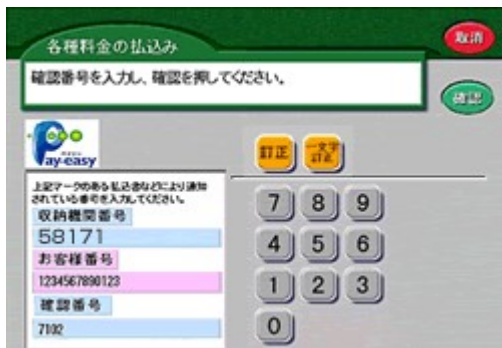 各種料金の払込み
取消
確認番号を入力し、確認を押してください。
確認
Pay-easy
訂正
一文字
訂正
上記マークのある払込書などにより通知
されている番号を入力してください。
収納機関番号
58171
お客様番号
1234567890123
確認番号
7102
7 8 9
4 5 6
1 2 3
0